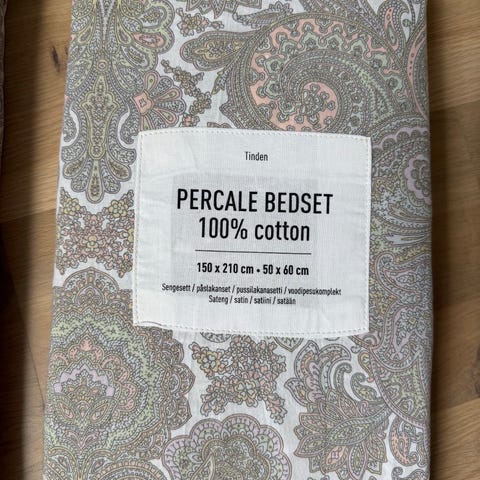 Tinden
PERCALE BEDSET
100% cotton
150 x 210 cm • 50 x 60 cm
Sengesett / påslakanset / pussilakanasetti / voodipesukomplekt
Sateng / satin / satiini / satään